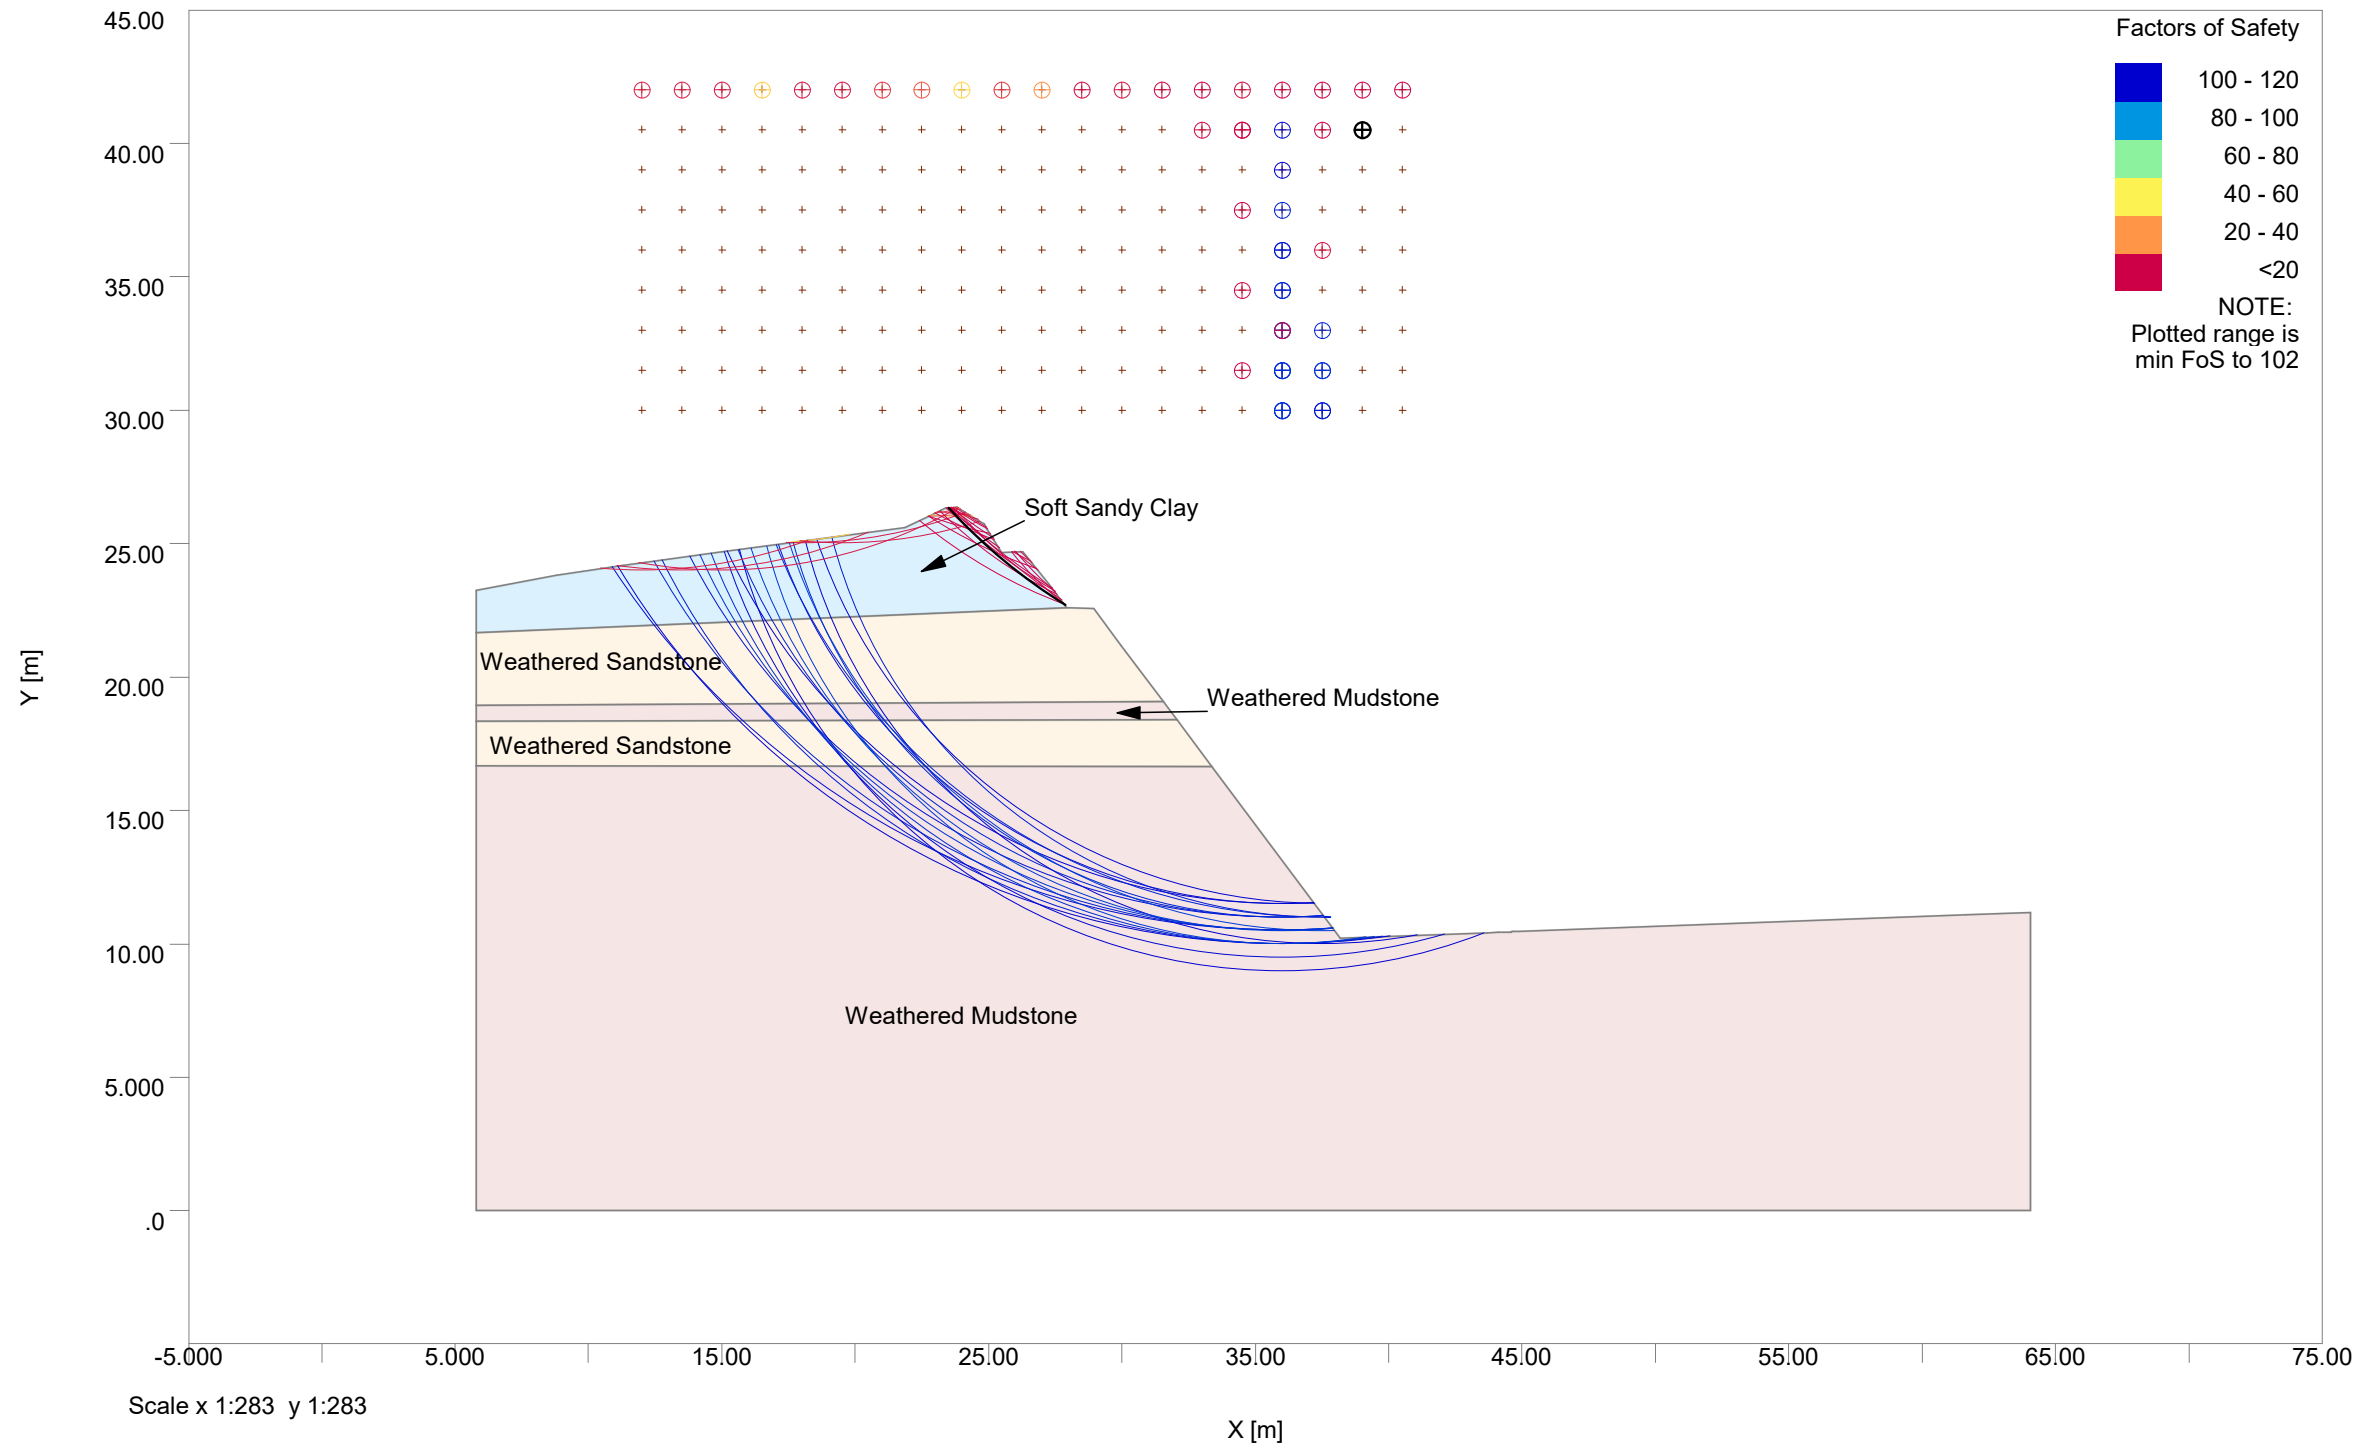 45.00
40.00
35.00
30.00
25.00
20.00
15.00
10.00
5.000
.0
Y [m]
Factors of Safety
100 - 120
80 - 100
60 - 80
40 - 60
20 - 40
<20
NOTE:
Plotted range is
min FoS to 102
Soft Sandy Clay
Weathered Sandstone
Weathered Mudstone
Weathered Sandstone
Weathered Mudstone
-5.000 5.000 15.00 25.00 35.00 45.00 55.00 65.00 75.00
Scale x 1:283 y 1:283
X [m]